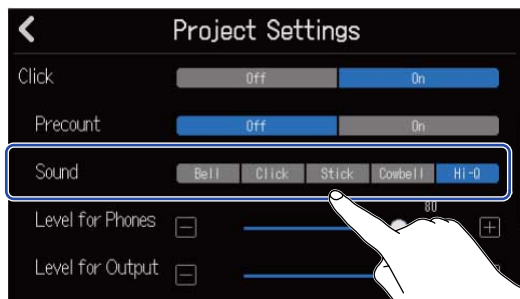 Project Settings
Click Off On
Precount Off On
Sound Bell Click Stick Cowbell Hi-Q
80
Level for Phones
Level for Output